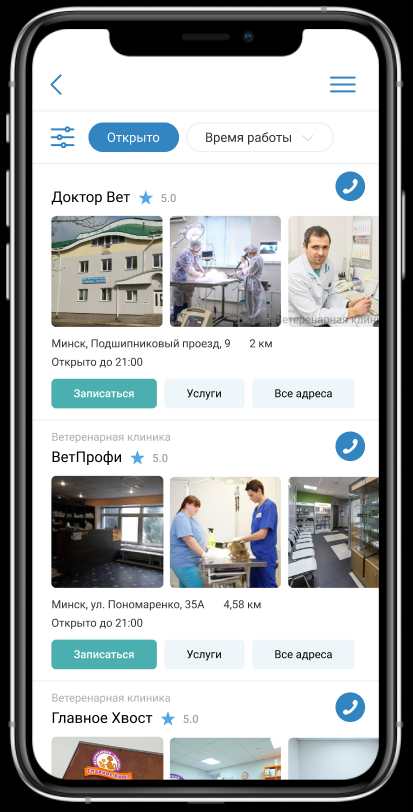 Открыто
Время работы
Доктор Вет
5.0
Ветеренарная клини
Минск, Подшипниковый проезд, 9 2 км
Открыто до 21:00
Записаться Услуги Все адреса
Ветеренарная клиника
ВетПрофи
5.0
Минск, ул. Пономаренко, 35А 4,58 км
Открыто до 21:00
Записаться Услуги Все адреса
Ветеренарная клиника
Главное Хвост
5.0